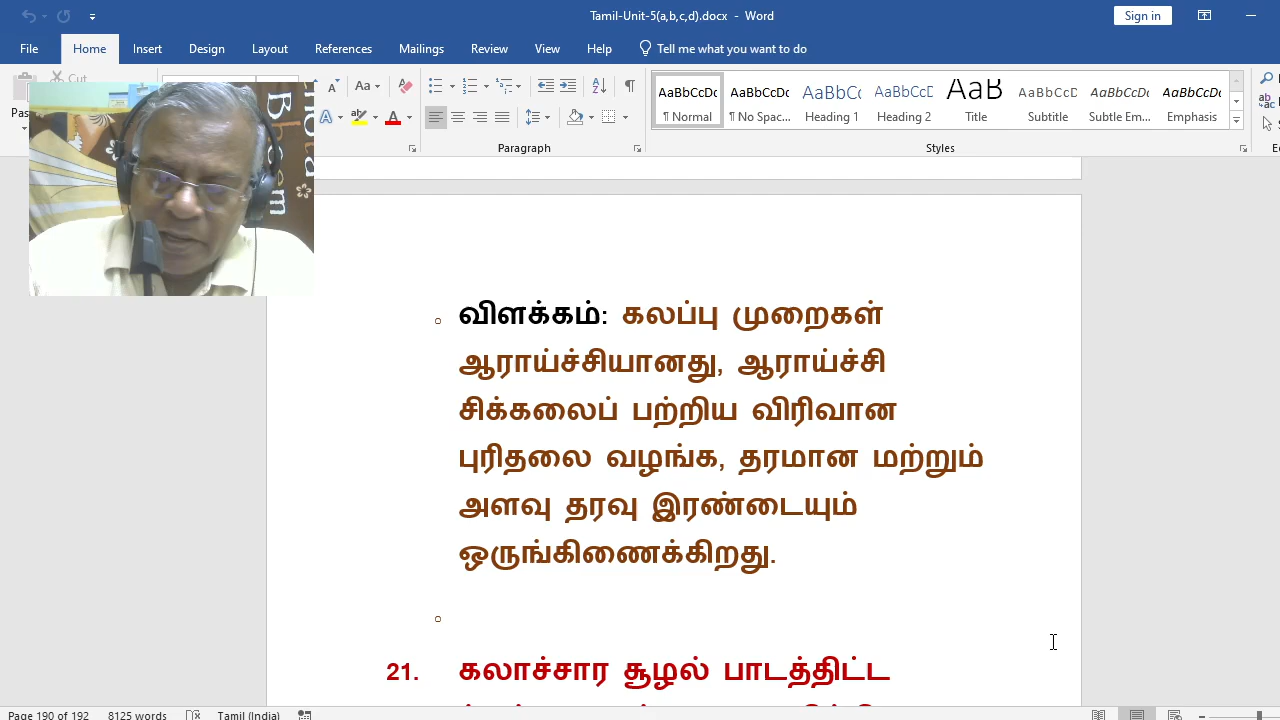 Tamil-Unit-5(a,b,c,d).docx - Word
Sign in
File Home Insert Design Layout References Mailings Review View Help Tell me what you want to do
Cut
Aa
AaBbCcDc AaBbCcDc AaBbCc AaBbCcD AaB AaBbCcD AaBbCcDc AaBbCcDc
¶ Normal ¶ No Spac... Heading 1 Heading 2 Title Subtitle Subtle Em... Emphasis
Paragraph
Styles
விளக்கம்: கலப்பு முறைகள்
ஆராய்ச்சியானது, ஆராய்ச்சி
சிக்கலைப் பற்றிய விரிவான
புரிதலை வழங்க, தரமான மற்றும்
அளவு தரவு இரண்டையும்
ஒருங்கிணைக்கிறது.
21. கலாச்சார சூழல் பாடத்திட்ட
Page 190 of 192 8125 words Tamil (India)